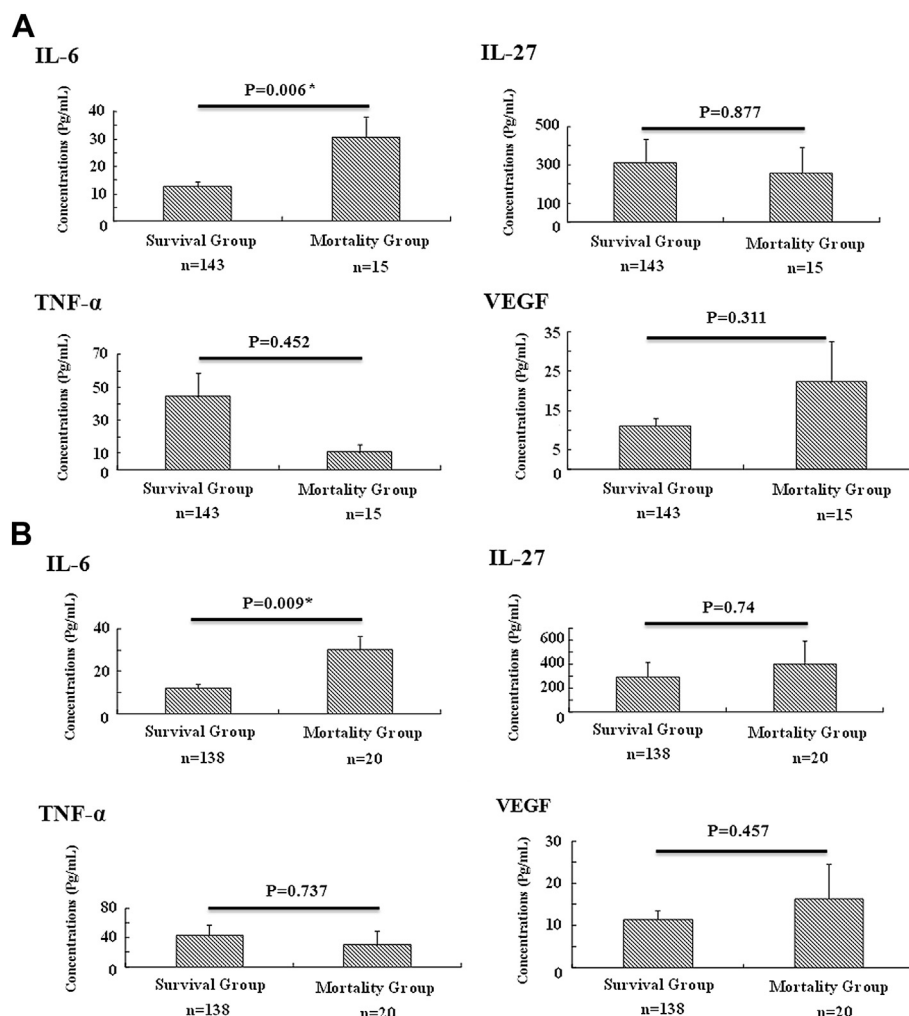 A
IL-6
P=0.006*
Concentrations (Pg/mL)
40
30
20
10
0
Survival Group
Mortality Group
n=143
n=15
IL-27
P=0.877
Concentrations (Pg/mL)
500
300
100
0
Survival Group
Mortality Group
n=143
n=15
TNF-α
P=0.452
Concentrations (Pg/mL)
70
50
30
10
0
Survival Group
Mortality Group
n=143
n=15
VEGF
P=0.311
Concentrations (Pg/mL)
35
25
15
5
0
Survival Group
Mortality Group
n=143
n=15
B
IL-6
P=0.009*
Concentrations (Pg/mL)
40
20
0
Survival Group
Mortality Group
n=138
n=20
IL-27
P=0.74
Concentrations (Pg/mL)
600
400
200
0
Survival Group
Mortality Group
n=138
n=20
TNF-α
P=0.737
Concentrations (Pg/mL)
80
40
0
Survival Group
Mortality Group
n=138
n=20
VEGF
P=0.457
Concentrations (Pg/mL)
30
20
10
0
Survival Group
Mortality Group
n=138
n=20